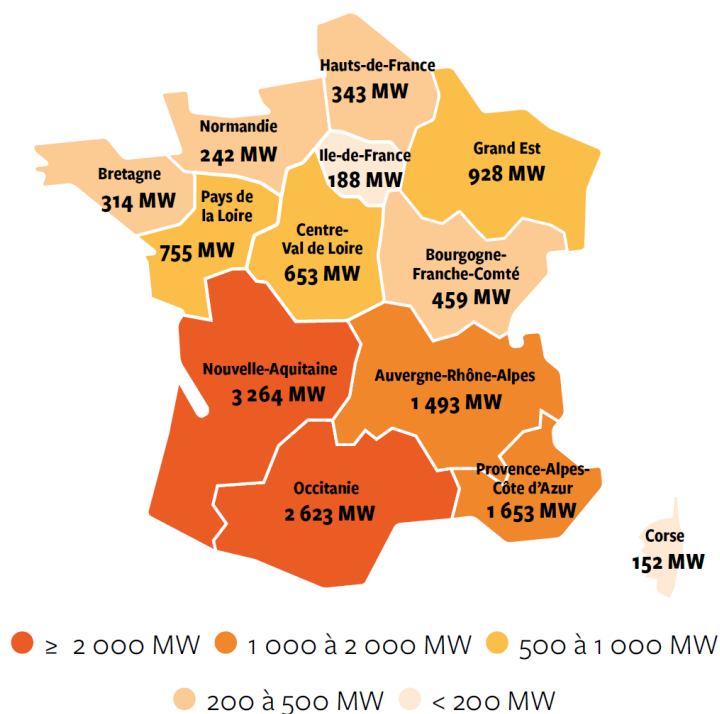 Hauts-de-France
343 MW
Normandie
242 MW
Ile-de-France
188 MW
Grand Est
928 MW
Bretagne
314 MW
Pays de
la Loire
755 MW
Centre-
Val de Loire
653 MW
Bourgogne-
Franche-Comté
459 MW
Nouvelle-Aquitaine
3 264 MW
Auvergne-Rhône-Alpes
1 493 MW
Occitanie
2 623 MW
Provence-Alpes-
Côte d'Azur
1 653 MW
Corse
152 MW
≥ 2 000 MW
1 000 à 2 000 MW
500 à 1 000 MW
200 à 500 MW
< 200 MW